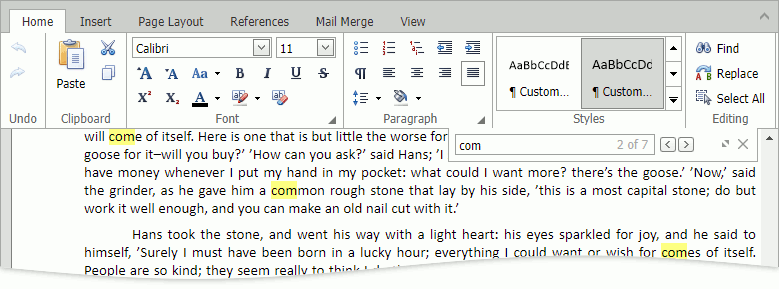 Home Insert Page Layout References Mail Merge View
Calibri 11
Find
Paste
Replace
AaBbCcDdE AaBbCcDc
¶ Custom... ¶ Custom...
Select All
Undo Clipboard Font Paragraph Styles Editing
will come of itself. Here is one that is but little the worse for
com 2 of 7
goose for it–will you buy?’ ‘How can you ask?’ said Hans; ‘I
have money whenever I put my hand in my pocket: what could I want more? there’s the goose.’ ‘Now,’ said
the grinder, as he gave him a common rough stone that lay by his side, ‘this is a most capital stone; do but
work it well enough, and you can make an old nail cut with it.’
Hans took the stone, and went his way with a light heart: his eyes sparkled for joy, and he said to
himself, ‘Surely I must have been born in a lucky hour; everything I could want or wish for comes of itself.
People are so kind; they seem really to think I